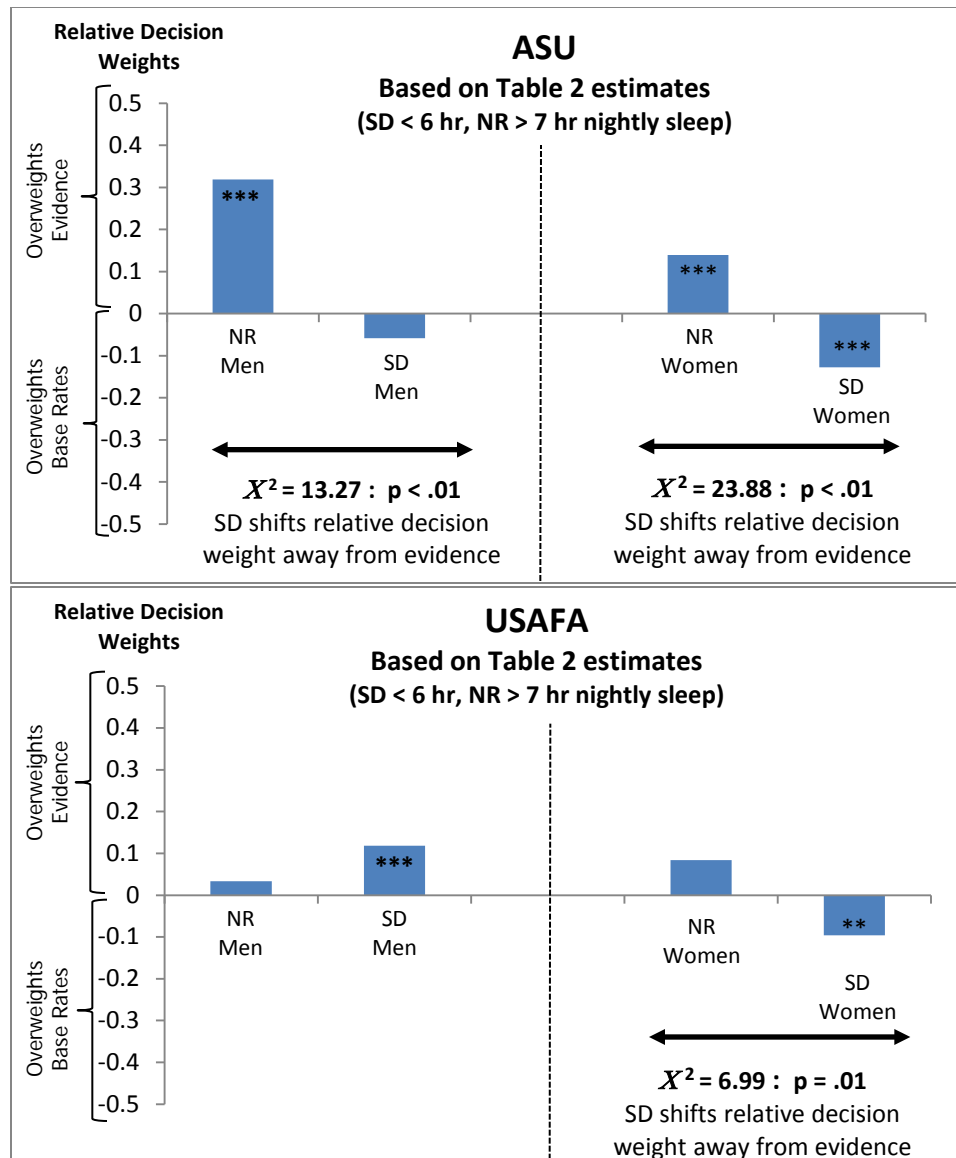 Relative Decision
Weights
ASU
Based on Table 2 estimates
(SD < 6 hr, NR > 7 hr nightly sleep)
Overweights
Evidence
Overweights
Base Rates
0.5
0.4
0.3
0.2
0.1
0
-0.1
-0.2
-0.3
-0.4
-0.5
***
NR
Men
SD
Men
***
NR
Women
***
SD
Women
X² = 13.27 : p < .01
SD shifts relative decision
weight away from evidence
X² = 23.88 : p < .01
SD shifts relative decision
weight away from evidence
Relative Decision
Weights
USAFA
Based on Table 2 estimates
(SD < 6 hr, NR > 7 hr nightly sleep)
Overweights
Evidence
Overweights
Base Rates
0.5
0.4
0.3
0.2
0.1
0
-0.1
-0.2
-0.3
-0.4
-0.5
NR
Men
***
SD
Men
NR
Women
**
SD
Women
X² = 6.99 : p = .01
SD shifts relative decision
weight away from evidence